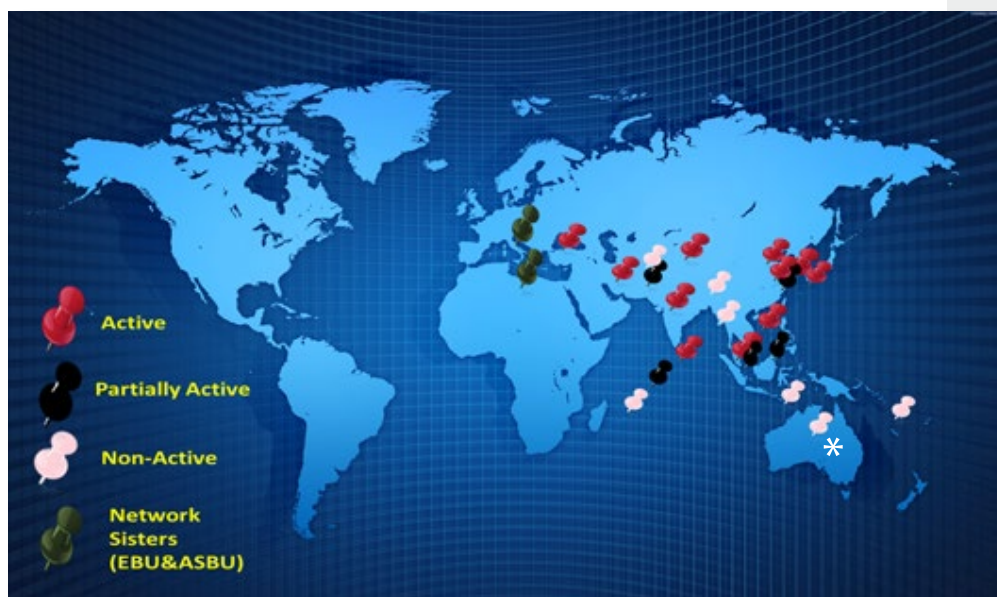 Active
Partially Active
Non-Active
*
Network
Sisters
(EBU&ASBU)